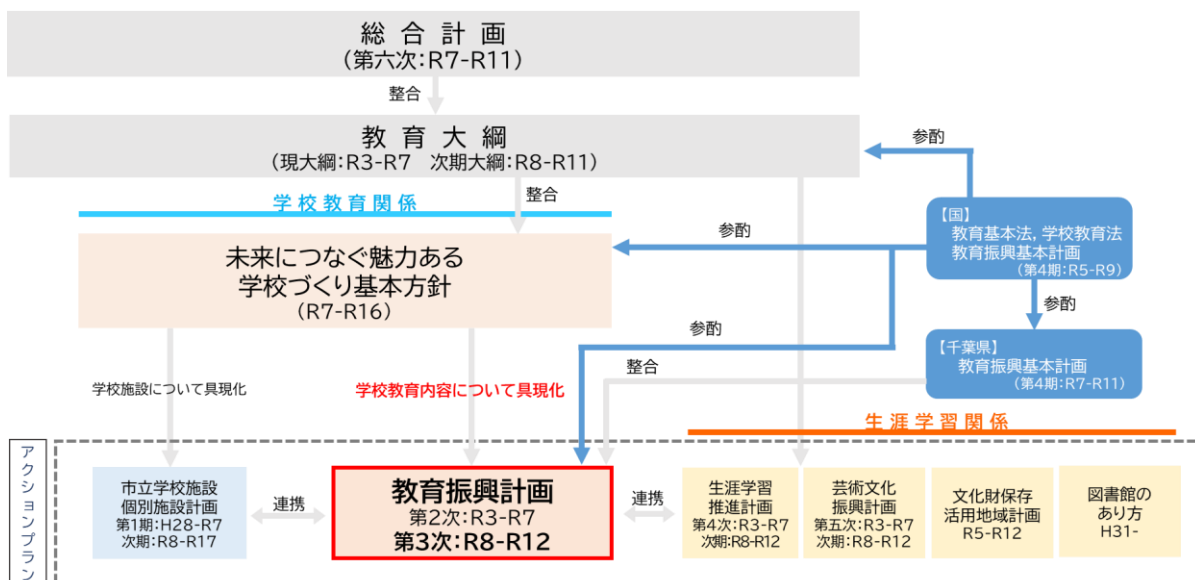 総合計画
(第六次:R7-R11)
整合
教育大綱
(現大綱:R3-R7 次期大綱:R8-R11)
参酌
学校教育関係
整合
【国】
教育基本法,学校教育法
教育振興基本計画
(第4期:R5-R9)
参酌
未来につなぐ魅力ある
学校づくり基本方針
(R7-R16)
参酌
参酌
【千葉県】
教育振興基本計画
(第4期:R7-R11)
整合
学校施設について具現化
学校教育内容について具現化
生涯学習関係
アクションプラン
市立学校施設
個別施設計画
第1期:H28-R7
次期:R8-R17
連携
教育振興計画
第2次:R3-R7
第3次:R8-R12
連携
生涯学習
推進計画
第4次:R3-R7
次期:R8-R12
芸術文化
振興計画
第五次:R3-R7
次期:R8-R12
文化財保存
活用地域計画
R5-R12
図書館の
あり方
H31-